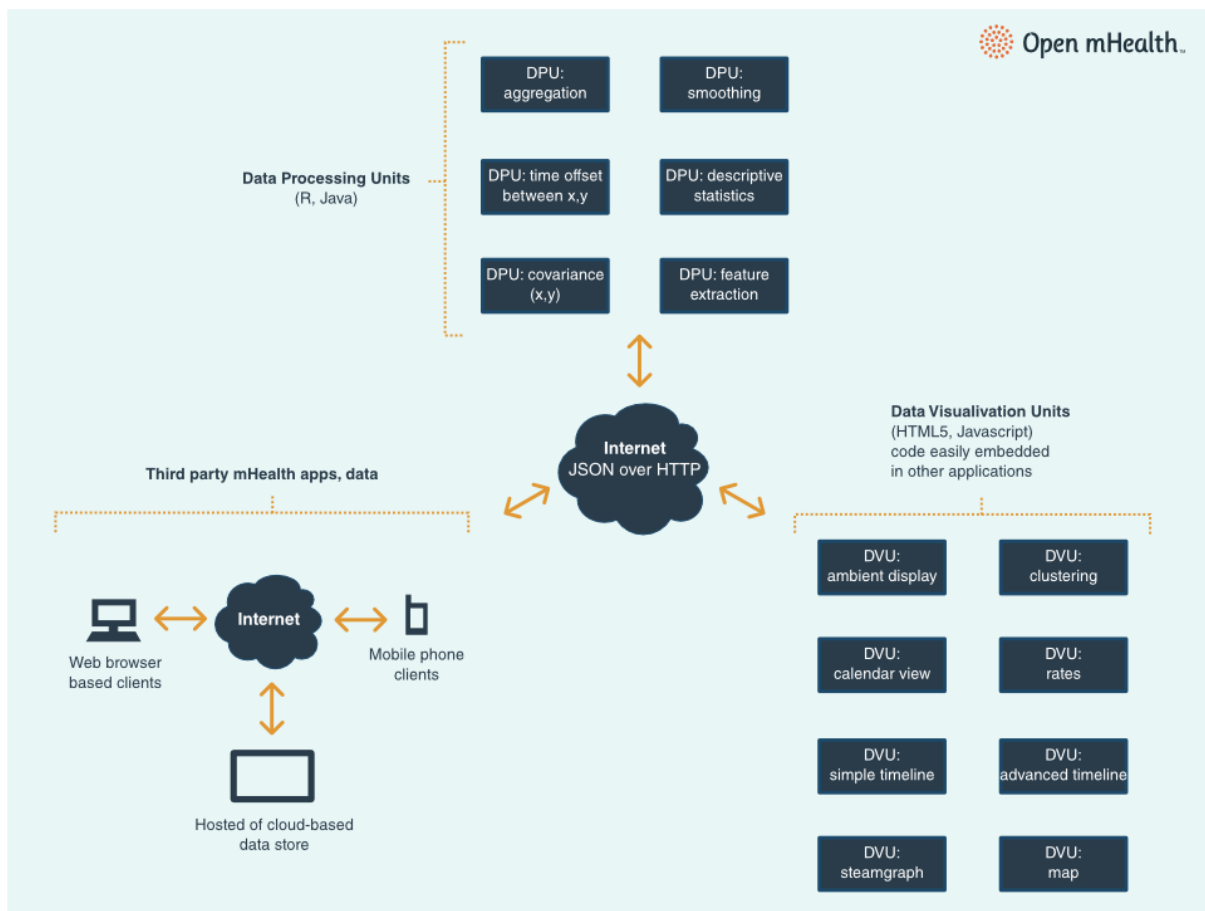 Open mHealth
DPU:
aggregation
DPU:
smoothing
Data Processing Units
(R, Java)
DPU: time offset
between x,y
DPU: descriptive
statistics
DPU: covariance
(x,y)
DPU: feature
extraction
Internet
JSON over HTTP
Data Visualivation Units
(HTML5, Javascript)
code easily embedded
in other applications
Third party mHealth apps, data
Internet
Web browser
based clients
Mobile phone
clients
Hosted of cloud-based
data store
DVU:
ambient display
DVU:
clustering
DVU:
calendar view
DVU:
rates
DVU:
simple timeline
DVU:
advanced timeline
DVU:
steamgraph
DVU:
map